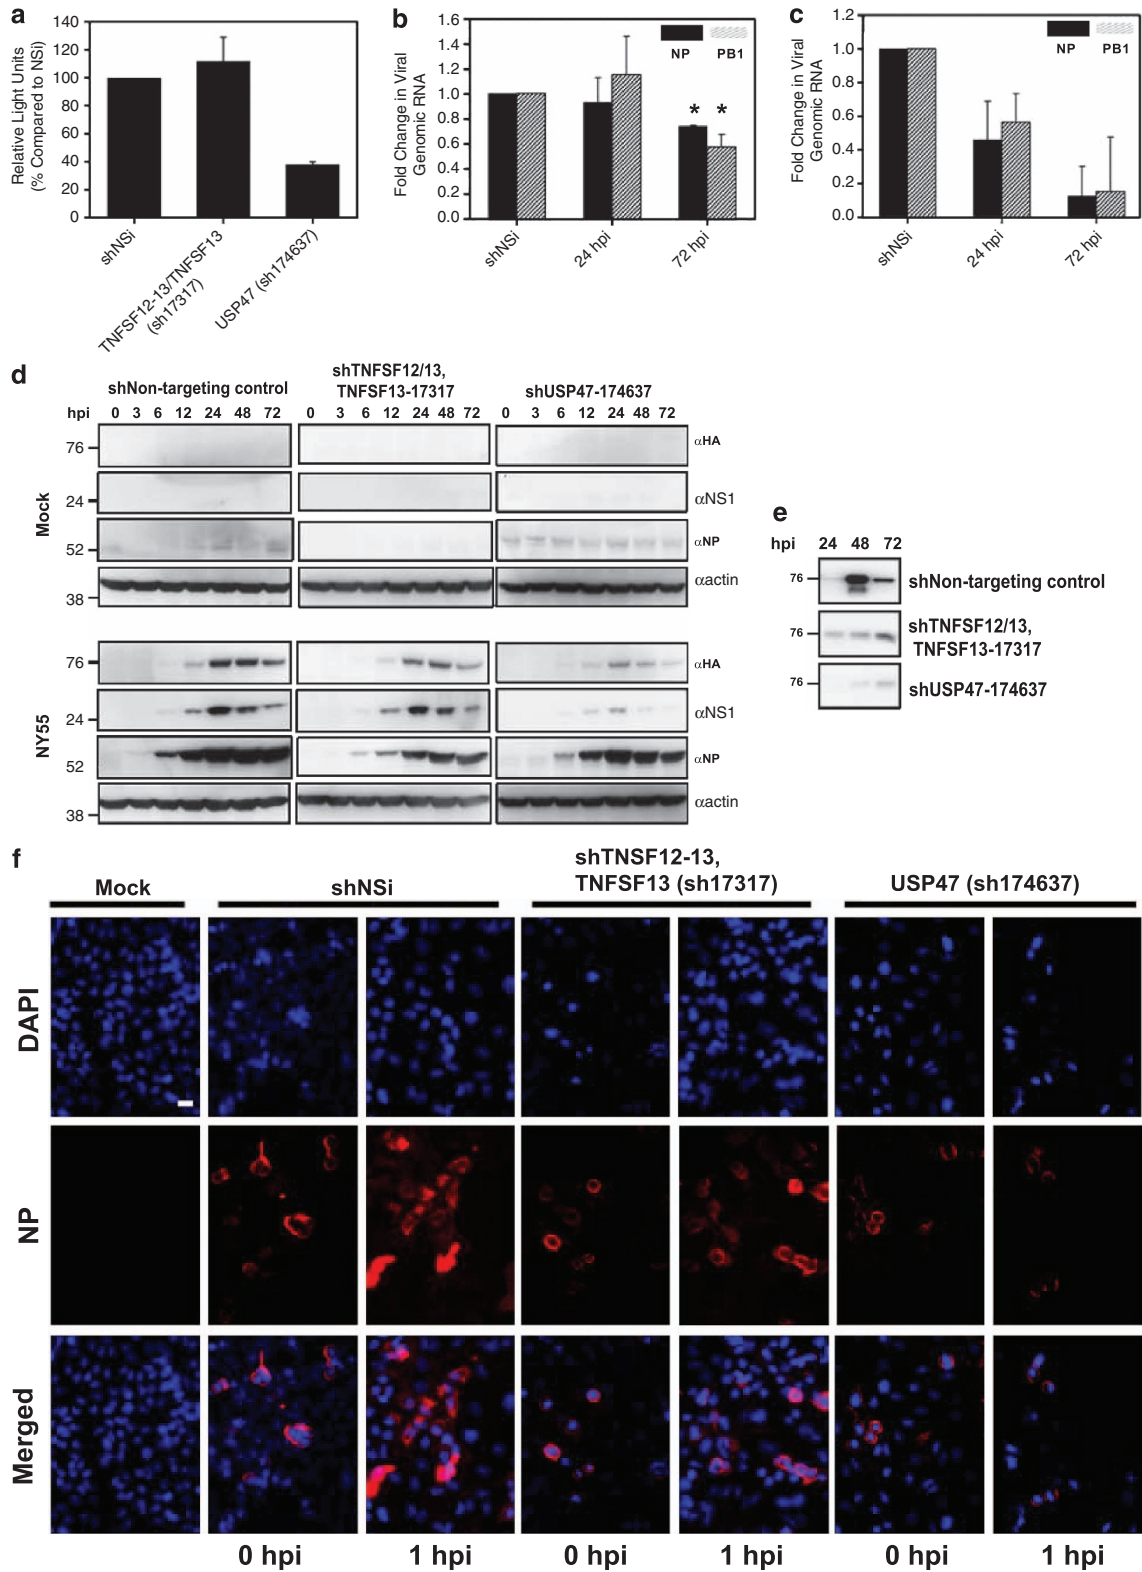 a
Relative Light Units
(% Compared to NSi)
140
120
100
80
60
40
20
0
shNSi
TNFSF12-13/TNFSF13
(sh17317)
USP47 (sh174637)
b
Fold Change in Viral
Genomic RNA
1.6
1.4
1.2
1.0
0.8
0.6
0.4
0.2
0.0
NP
PB1
* *
shNSi
24 hpi
72 hpi
c
Fold Change in Viral
Genomic RNA
1.2
1.0
0.8
0.6
0.4
0.2
0.0
NP
PB1
shNSi
24 hpi
72 hpi
d
shNon-targeting control
shTNFSF12/13,
TNFSF13-17317
shUSP47-174637
hpi 0 3 6 12 24 48 72 0 3 6 12 24 48 72 0 3 6 12 24 48 72
Mock
76 αHA
24 αNS1
52 αNP
38 αactin
NY55
76 αHA
24 αNS1
52 αNP
38 αactin
e
hpi 24 48 72
76 shNon-targeting control
76 shTNFSF12/13,
TNFSF13-17317
76 shUSP47-174637
f
Mock
shNSi
shTNSF12-13,
TNFSF13 (sh17317)
USP47 (sh174637)
DAPI
NP
Merged
0 hpi 1 hpi 0 hpi 1 hpi 0 hpi 1 hpi